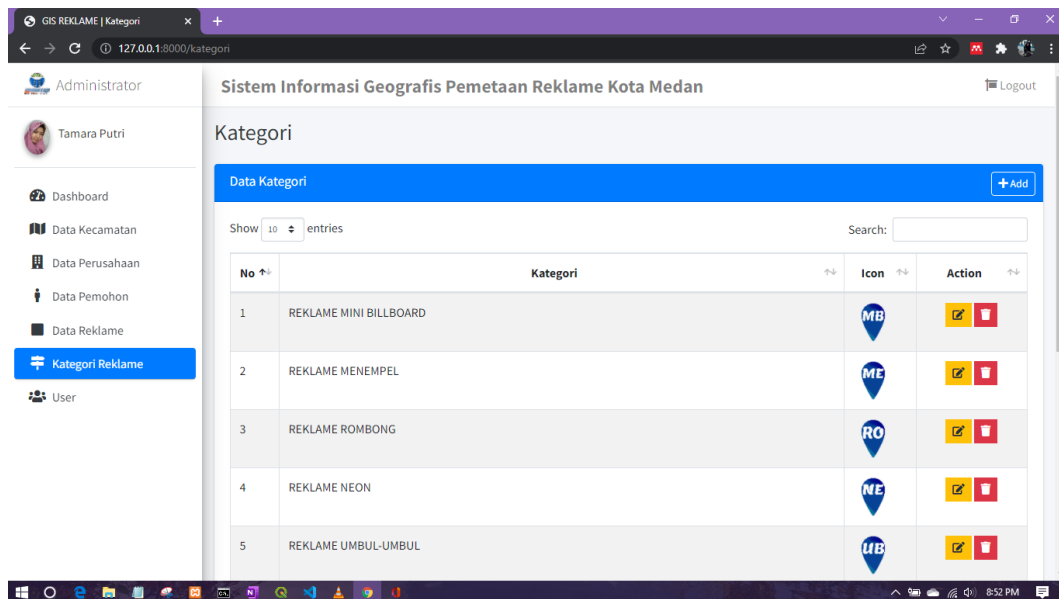 GIS REKLAME | Kategori
127.0.0.1:8000/kategori
Administrator
Sistem Informasi Geografis Pemetaan Reklame Kota Medan
Logout
Tamara Putri
Kategori
Dashboard
Data Kecamatan
Data Perusahaan
Data Pemohon
Data Reklame
Kategori Reklame
User
Data Kategori
Add
Show 10 entries
Search:
No Kategori Icon Action
1 REKLAME MINI BILLBOARD MB
2 REKLAME MENEMPEL ME
3 REKLAME ROMBONG RO
4 REKLAME NEON NE
5 REKLAME UMBUL-UMBUL UB
8:52 PM